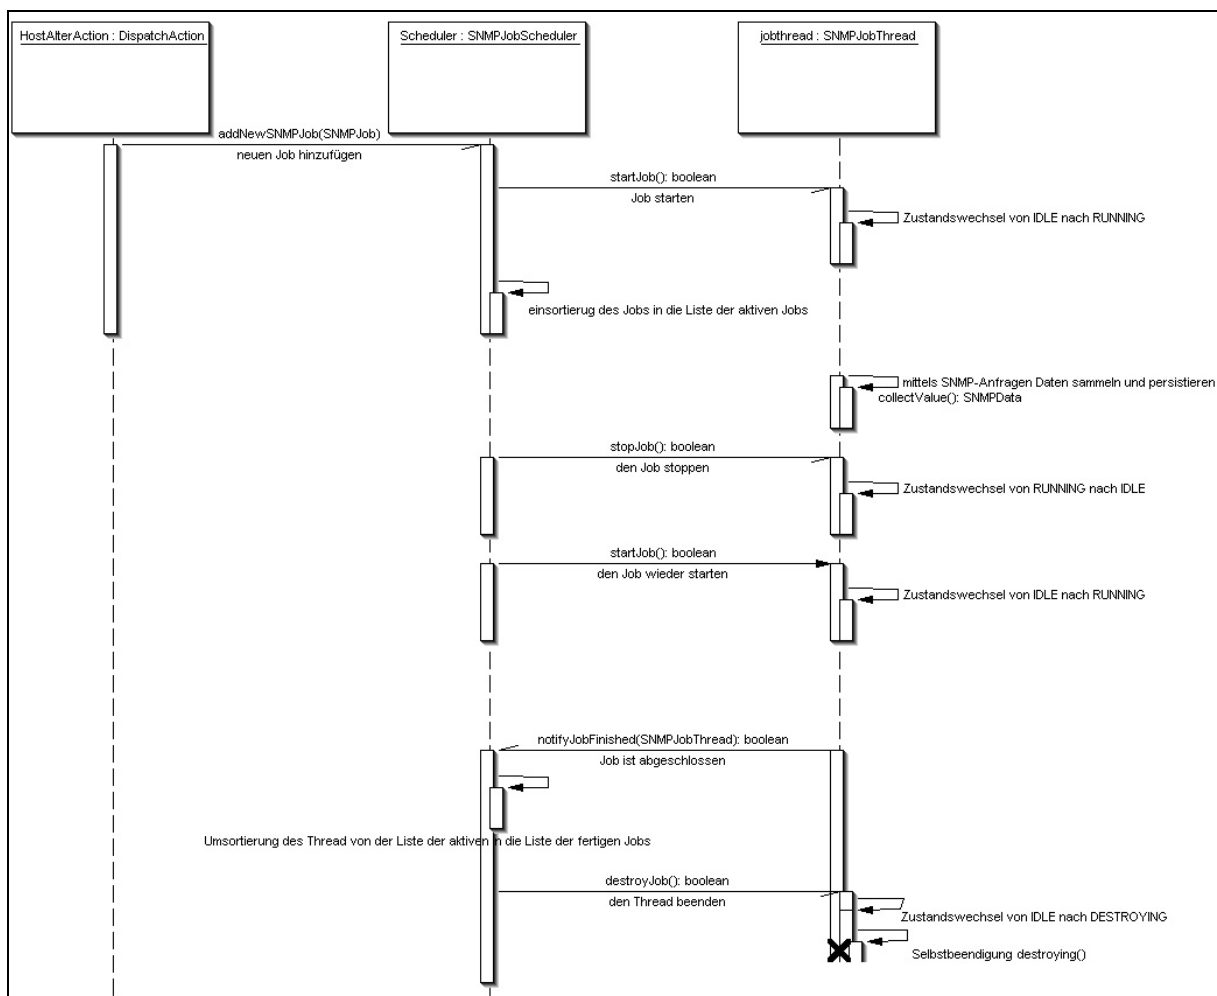 HostAlterAction : DispatchAction
Scheduler : SNMPJobScheduler
jobthread : SNMPJobThread
addNewSNMPJob(SNMPJob)
neuen Job hinzufügen
startJob(): boolean
Job starten
Zustandswechsel von IDLE nach RUNNING
einsortierug des Jobs in die Liste der aktiven Jobs
mittels SNMP-Anfragen Daten sammeln und persistieren
collectValue(): SNMPData
stopJob(): boolean
den Job stoppen
Zustandswechsel von RUNNING nach IDLE
startJob(): boolean
den Job wieder starten
Zustandswechsel von IDLE nach RUNNING
notifyJobFinished(SNMPJobThread): boolean
Job ist abgeschlossen
Umsortierung des Thread von der Liste der aktiven in die Liste der fertigen Jobs
destroyJob(): boolean
den Thread beenden
Zustandswechsel von IDLE nach DESTROYING
Selbstbeendigung destroying()